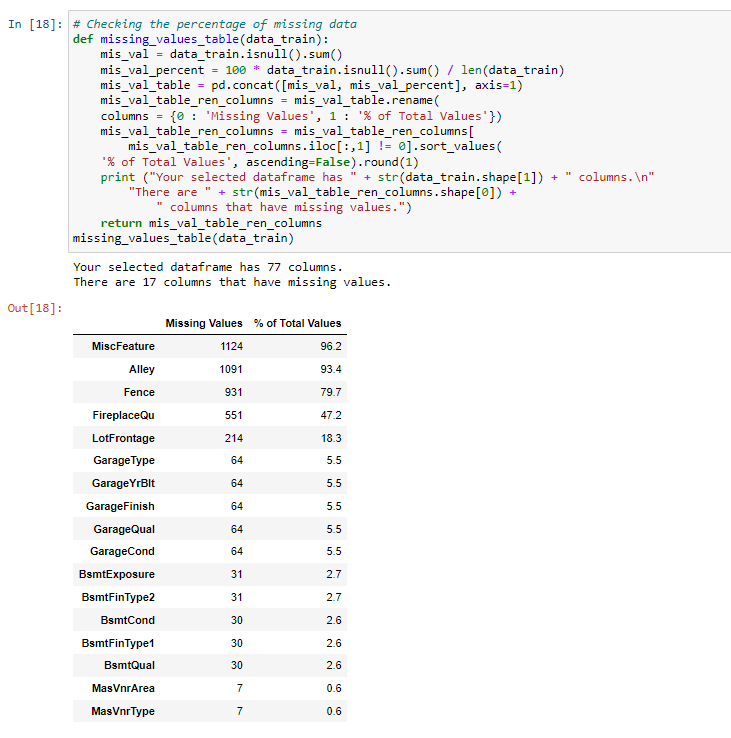 In [18]: # Checking the percentage of missing data
def missing_values_table(data_train):
mis_val = data_train.isnull().sum()
mis_val_percent = 100 * data_train.isnull().sum() / len(data_train)
mis_val_table = pd.concat([mis_val, mis_val_percent], axis=1)
mis_val_table_ren_columns = mis_val_table.rename(
columns = {0 : 'Missing Values', 1 : '% of Total Values'})
mis_val_table_ren_columns = mis_val_table_ren_columns[
mis_val_table_ren_columns.iloc[:,1] != 0].sort_values(
'% of Total Values', ascending=False).round(1)
print ("Your selected dataframe has " + str(data_train.shape[1]) + " columns.\n"
"There are " + str(mis_val_table_ren_columns.shape[0]) +
" columns that have missing values.")
return mis_val_table_ren_columns
missing_values_table(data_train)
Your selected dataframe has 77 columns.
There are 17 columns that have missing values.
Out[18]:
Missing Values % of Total Values
MiscFeature 1124 96.2
Alley 1091 93.4
Fence 931 79.7
FireplaceQu 551 47.2
LotFrontage 214 18.3
GarageType 64 5.5
GarageYrBlt 64 5.5
GarageFinish 64 5.5
GarageQual 64 5.5
GarageCond 64 5.5
BsmtExposure 31 2.7
BsmtFinType2 31 2.7
BsmtCond 30 2.6
BsmtFinType1 30 2.6
BsmtQual 30 2.6
MasVnrArea 7 0.6
MasVnrType 7 0.6